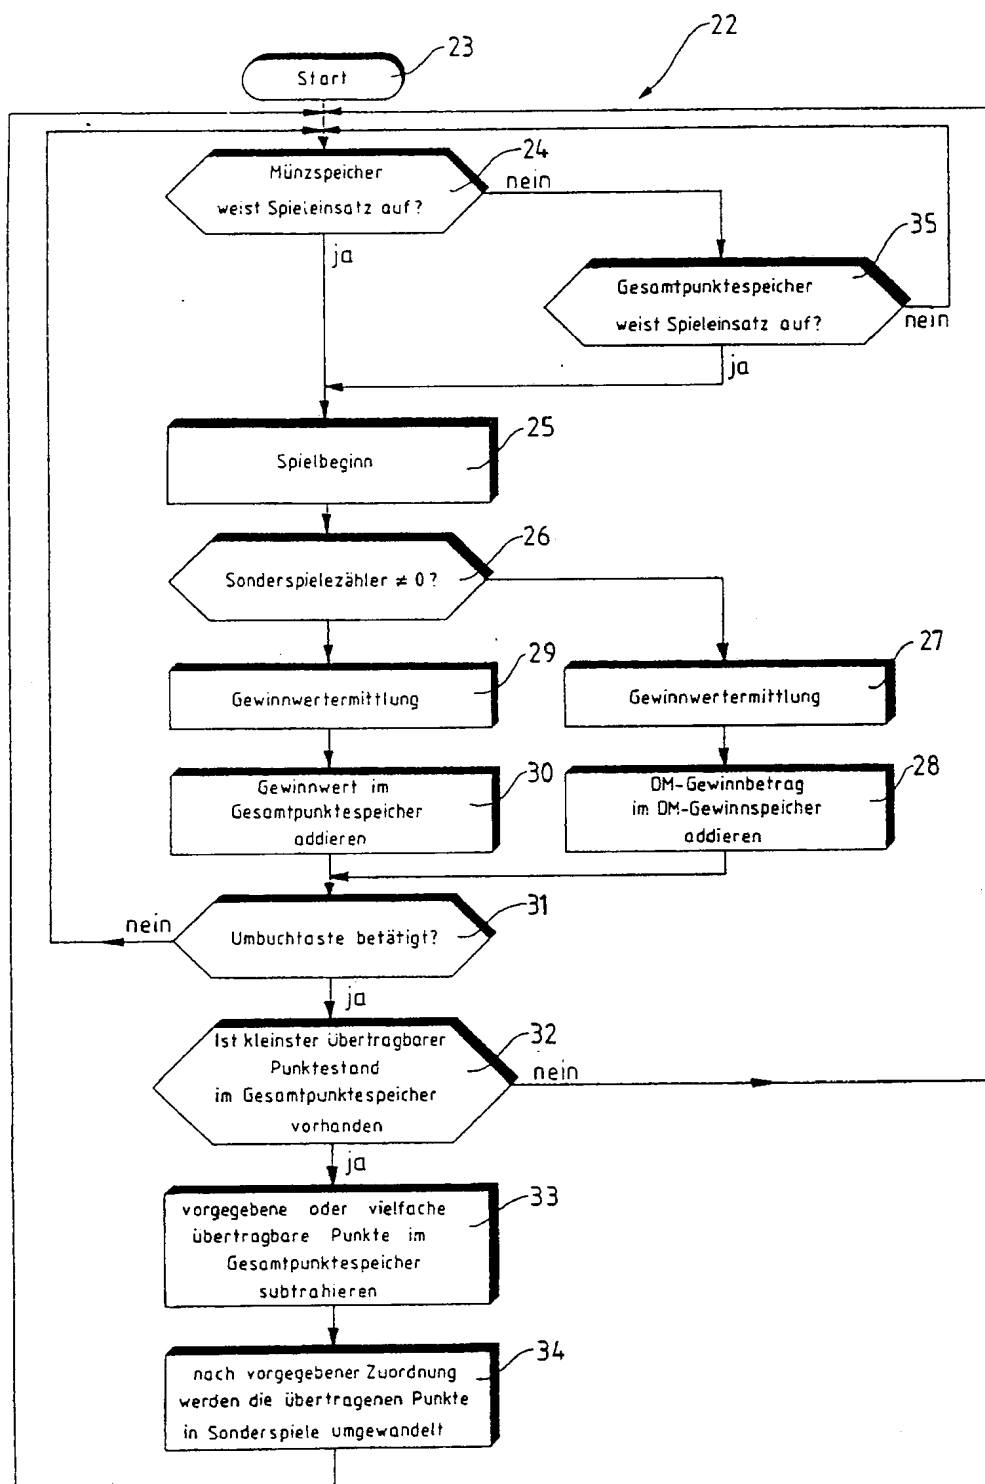 22
23
Start
24
Münzspeicher
weist Spieleinsatz auf?
nein
ja
35
Gesamtpunktespeicher
weist Spieleinsatz auf?
nein
ja
25
Spielbeginn
26
Sonderspielezähler ≠ 0?
29
Gewinnwertermittlung
27
Gewinnwertermittlung
30
Gewinnwert im
Gesamtpunktespeicher
addieren
28
DM-Gewinnbetrag
im DM-Gewinnspeicher
addieren
31
nein
Umbuchtaste betätigt?
ja
32
Ist kleinster übertragbarer
Punktestand
im Gesamtpunktespeicher
vorhanden
nein
ja
33
vorgegebene oder vielfache
übertragbare Punkte im
Gesamtpunktespeicher
subtrahieren
34
nach vorgegebener Zuordnung
werden die übertragenen Punkte
in Sonderspiele umgewandelt